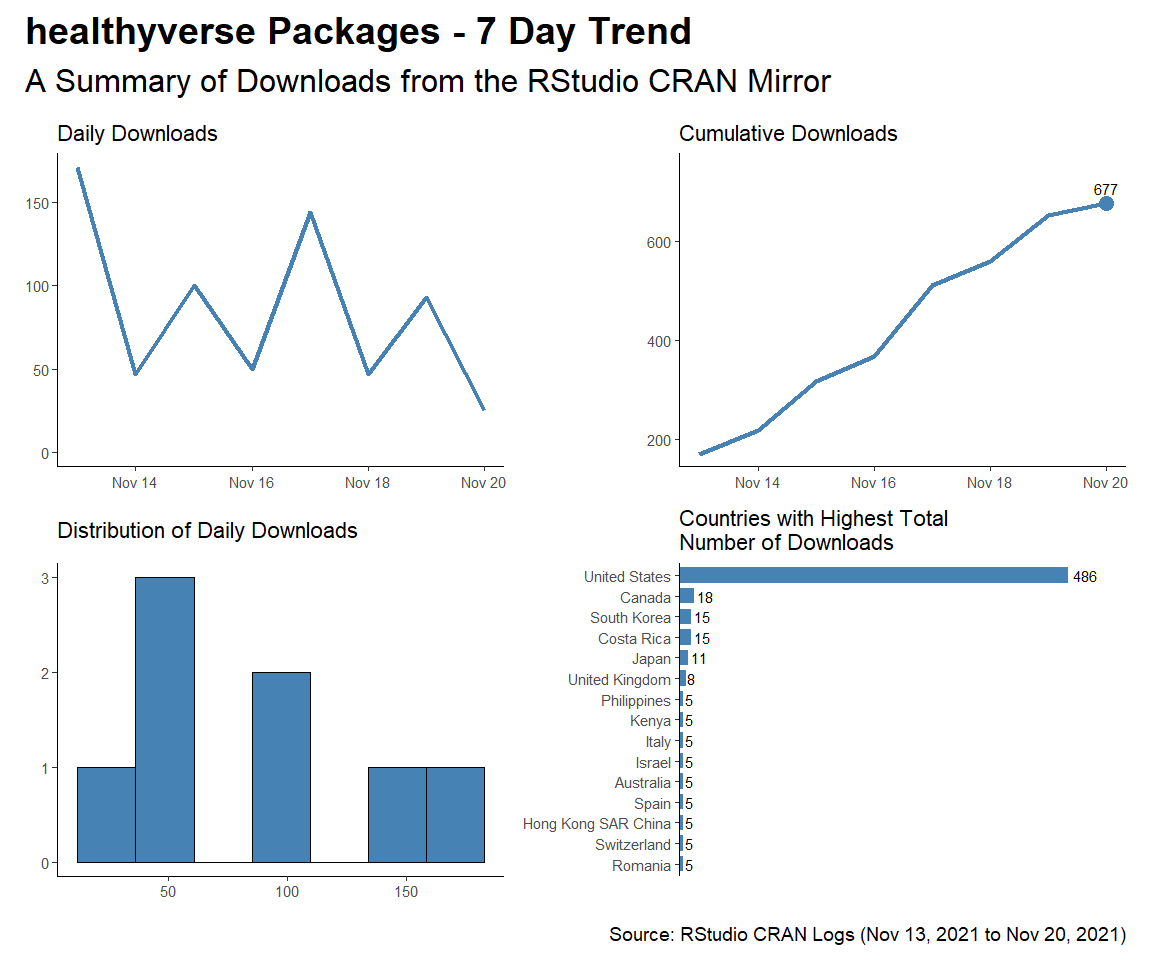 healthyverse Packages - 7 Day Trend
A Summary of Downloads from the RStudio CRAN Mirror
Daily Downloads
150
100
50
0
Nov 14
Nov 16
Nov 18
Nov 20
Cumulative Downloads
677
600
400
200
Nov 14
Nov 16
Nov 18
Nov 20
Distribution of Daily Downloads
3
2
1
0
50
100
150
Countries with Highest Total
Number of Downloads
United States 486
Canada 18
South Korea 15
Costa Rica 15
Japan 11
United Kingdom 8
Philippines 5
Kenya 5
Italy 5
Israel 5
Australia 5
Spain 5
Hong Kong SAR China 5
Switzerland 5
Romania 5
Source: RStudio CRAN Logs (Nov 13, 2021 to Nov 20, 2021)